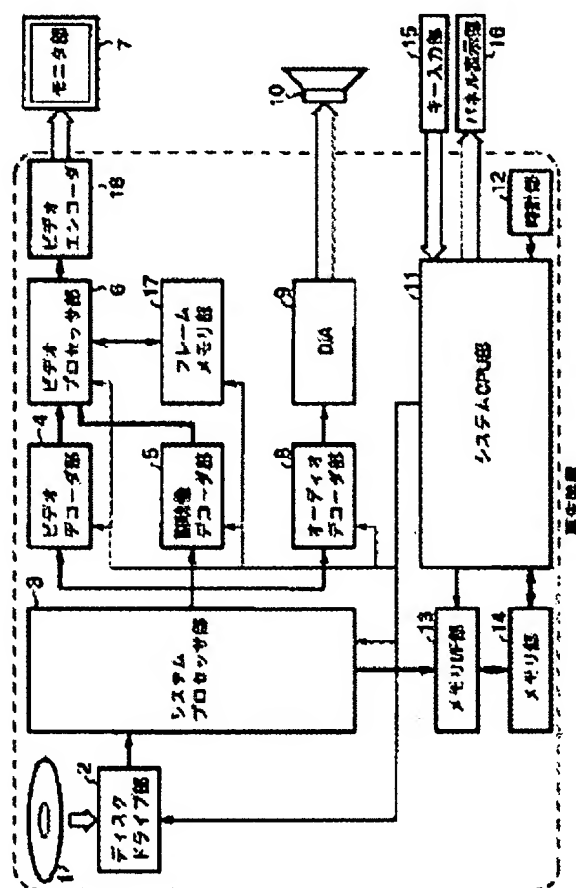 1
2
ディスク
ドライブ部
3
システム
プロセッサ部
4
ビデオ
デコーダ部
5
副映像
デコーダ部
8
オーディオ
デコーダ部
6
ビデオ
プロセッサ部
17
フレーム
メモリ部
9
D/A
18
ビデオ
エンコーダ
7
モニタ部
10
11
システムCPU部
12
時計部
13
メモリI/F部
14
メモリ部
15
キー入力部
16
パネル表示部
再生装置